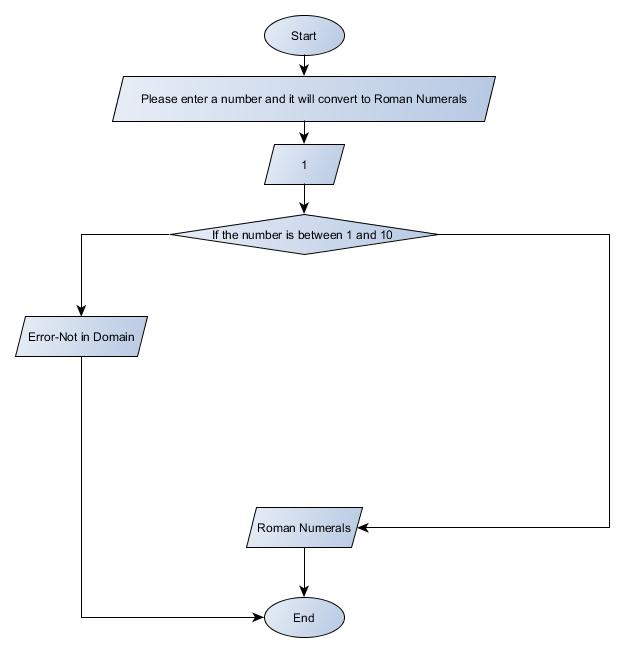 Start
Please enter a number and it will convert to Roman Numerals
1
If the number is between 1 and 10
Error-Not in Domain
Roman Numerals
End